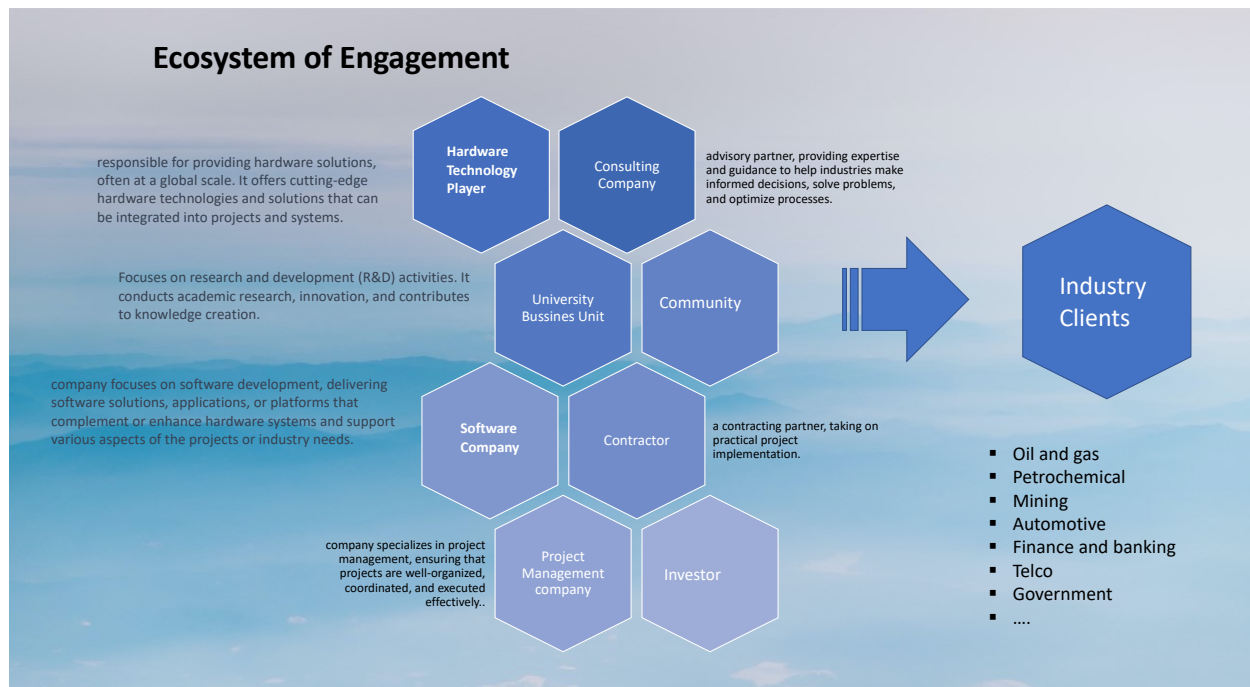 Ecosystem of Engagement
Hardware
Technology
Player
Consulting
Company
responsible for providing hardware solutions,
often at a global scale. It offers cutting-edge
hardware technologies and solutions that can
be integrated into projects and systems.
advisory partner, providing expertise
and guidance to help industries make
informed decisions, solve problems,
and optimize processes.
Focuses on research and development (R&D) activities. It
conducts academic research, innovation, and contributes
to knowledge creation.
University
Bussines Unit
Community
Industry
Clients
company focuses on software development, delivering
software solutions, applications, or platforms that
complement or enhance hardware systems and support
various aspects of the projects or industry needs.
Software
Company
Contractor
a contracting partner, taking on
practical project
implementation.
company specializes in project
management, ensuring that
projects are well-organized,
coordinated, and executed
effectively..
Project
Management
company
Investor
▪ Oil and gas
▪ Petrochemical
▪ Mining
▪ Automotive
▪ Finance and banking
▪ Telco
▪ Government
▪ ....